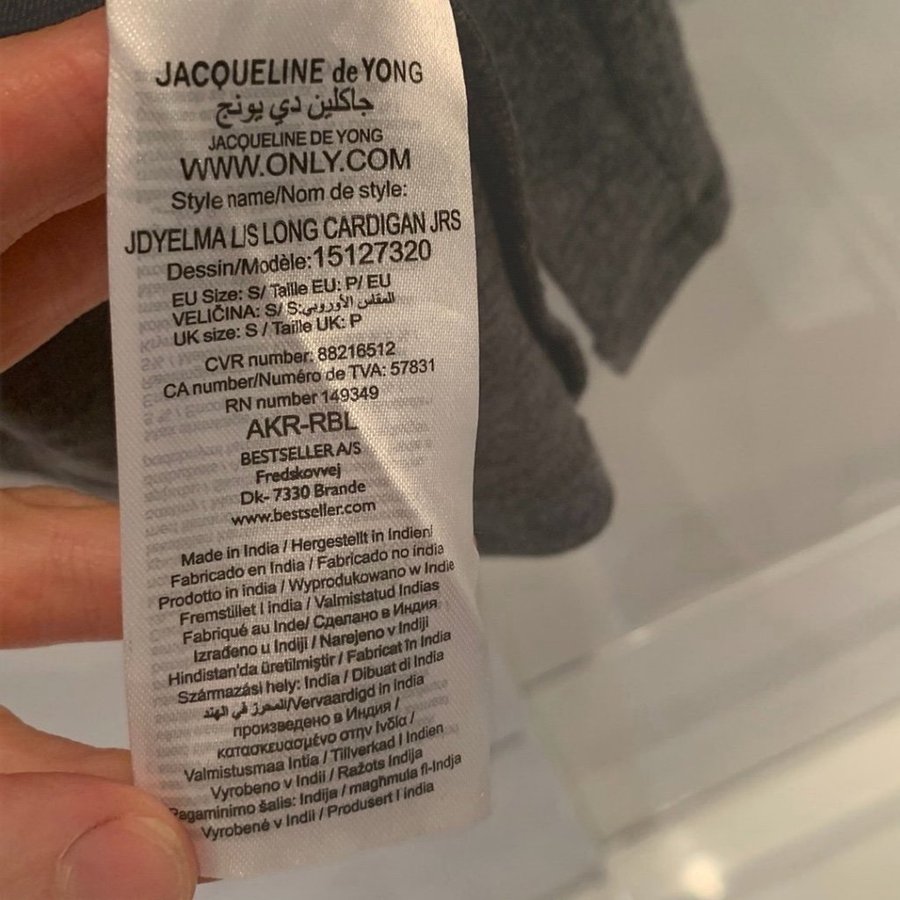 JACQUELINE de YONG
جاكلين دي يونج
JACQUELINE DE YONG
WWW.ONLY.COM
Style name/Nom de style:
JDYELMA L/S LONG CARDIGAN JRS
Dessin/Modèle:15127320
EU Size: S/ Taille EU: P/ EU
VELIČINA: S/ S:المقاس الأوروبي
UK size: S / Taille UK: P
CVR number: 88216512
CA number/Numéro de TVA: 57831
RN number 149349
AKR-RBL
BESTSELLER A/S
Fredskovvej
Dk- 7330 Brande
www.bestseller.com
Made in India / Hergestellt in Indien/
Fabricado en India / Fabricado no índia
Prodotto in india / Wyprodukowano w Indie
Fremstillet i india / Valmistatud Indias
Fabriqué au Inde/ Сделано в Индия
Izrađeno u Indiji / Narejeno v Indiji
Hindistan'da üretilmiştir / Fabricat în India
Származási hely: India / Dibuat di India
المحرز في الهند/Vervaardigd in india
произведено в Индия /
κατασκευασμένο στην Ινδία /
Valmistusmaa Intia / Tillverkad I Indien
Vyrobeno v Indii / Ražots Indija
Pagaminimo šalis: Indija / magħmula fl-Indja
Vyrobené v Indii / Produsert I india